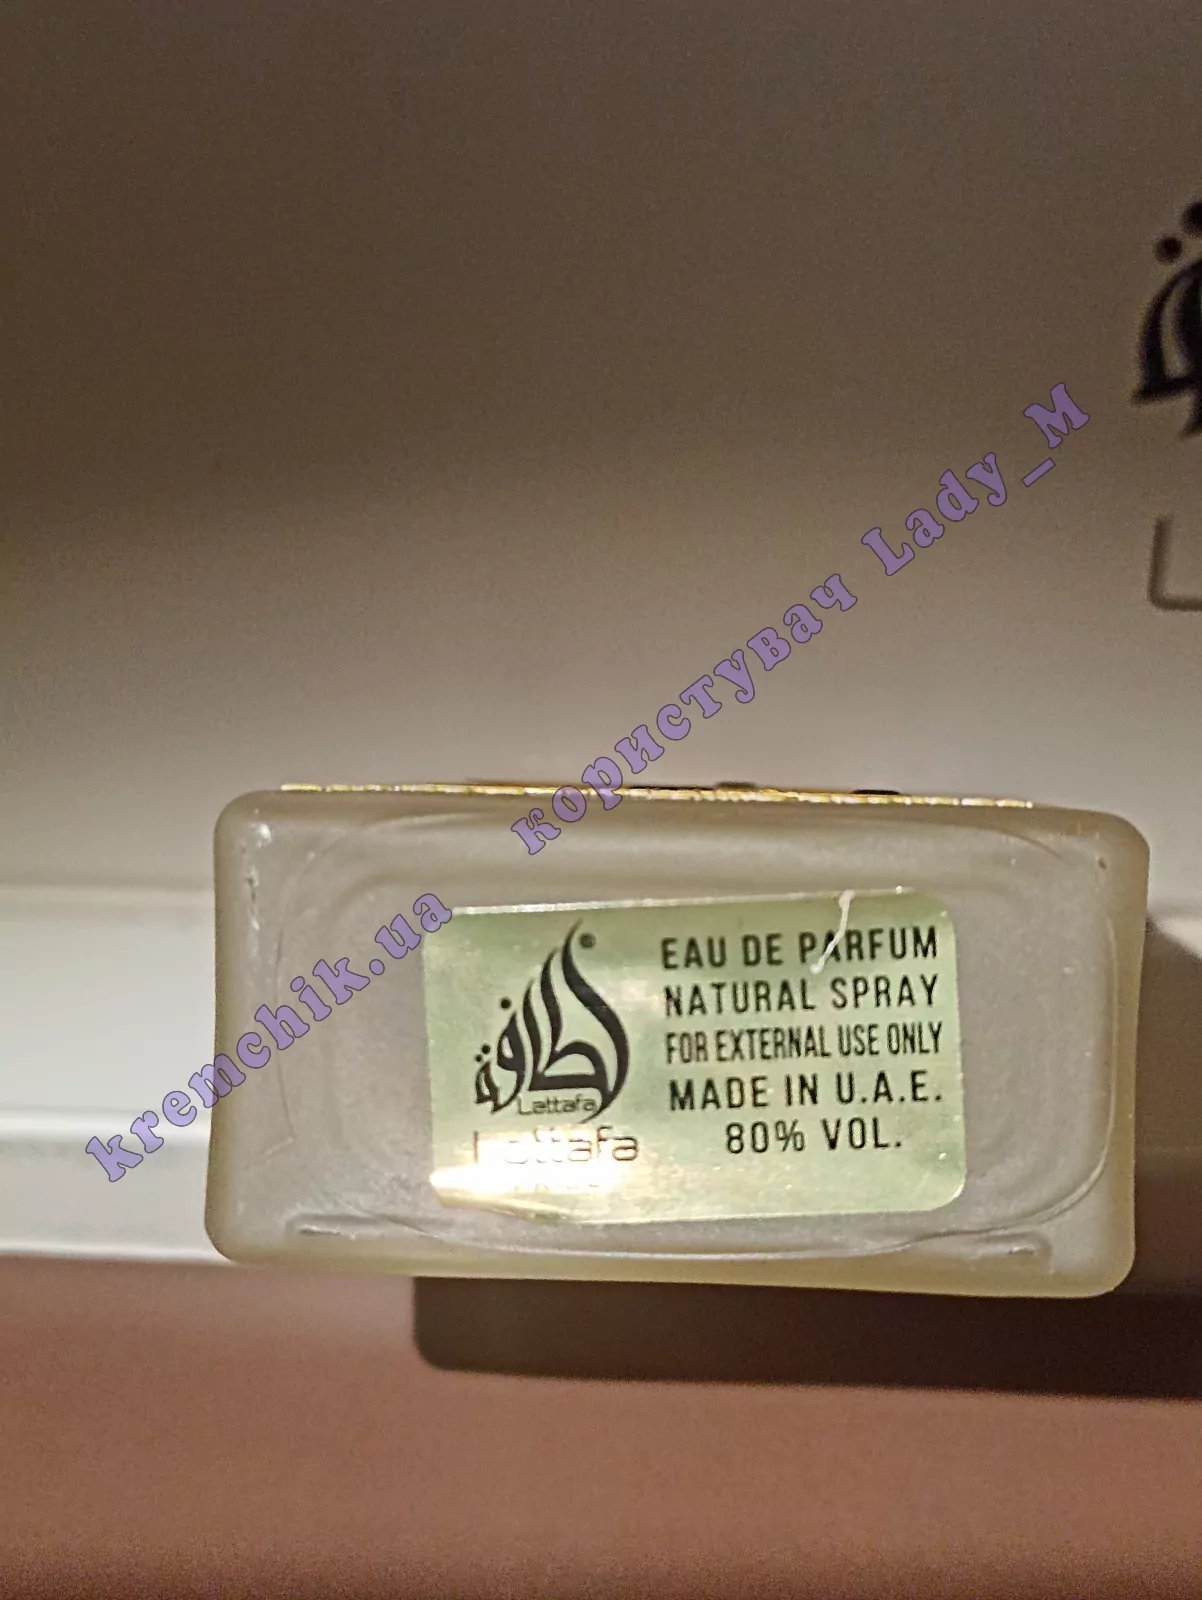 kremchik.ua користувач Lady_M
لطافة
®
Lattafa
Lattafa
EAU DE PARFUM
NATURAL SPRAY
FOR EXTERNAL USE ONLY
MADE IN U.A.E.
80% VOL.